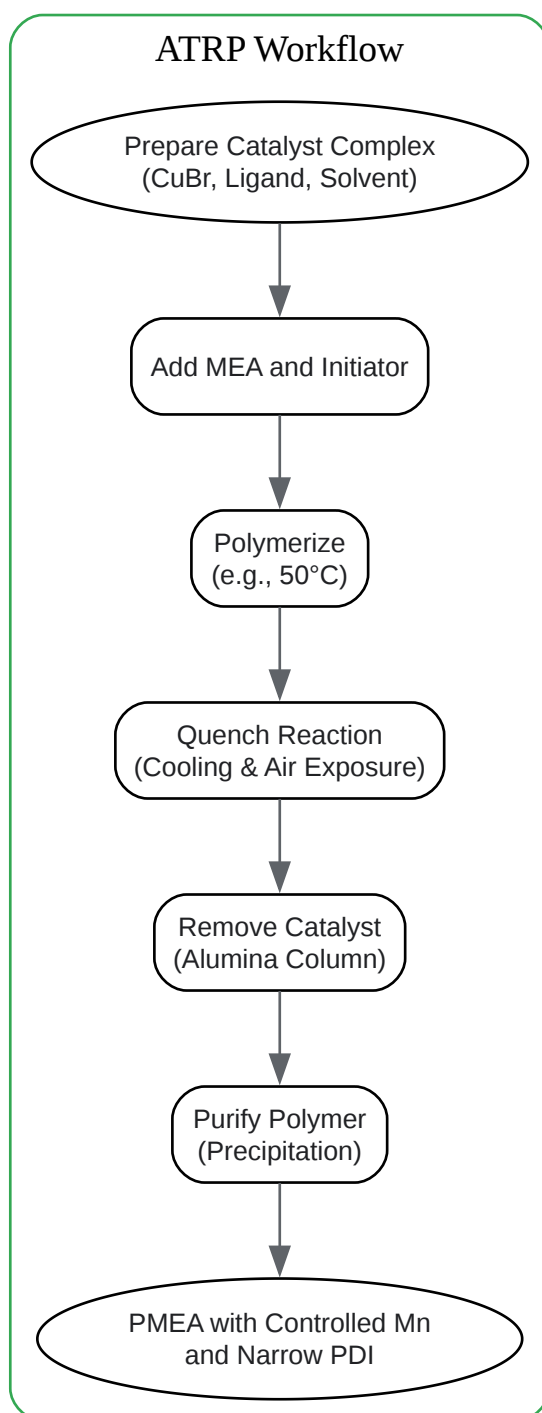 ATRP Workflow
Prepare Catalyst Complex
(CuBr, Ligand, Solvent)
Add MEA and Initiator
Polymerize
(e.g., 50°C)
Quench Reaction
(Cooling & Air Exposure)
Remove Catalyst
(Alumina Column)
Purify Polymer
(Precipitation)
PMEA with Controlled Mn
and Narrow PDI